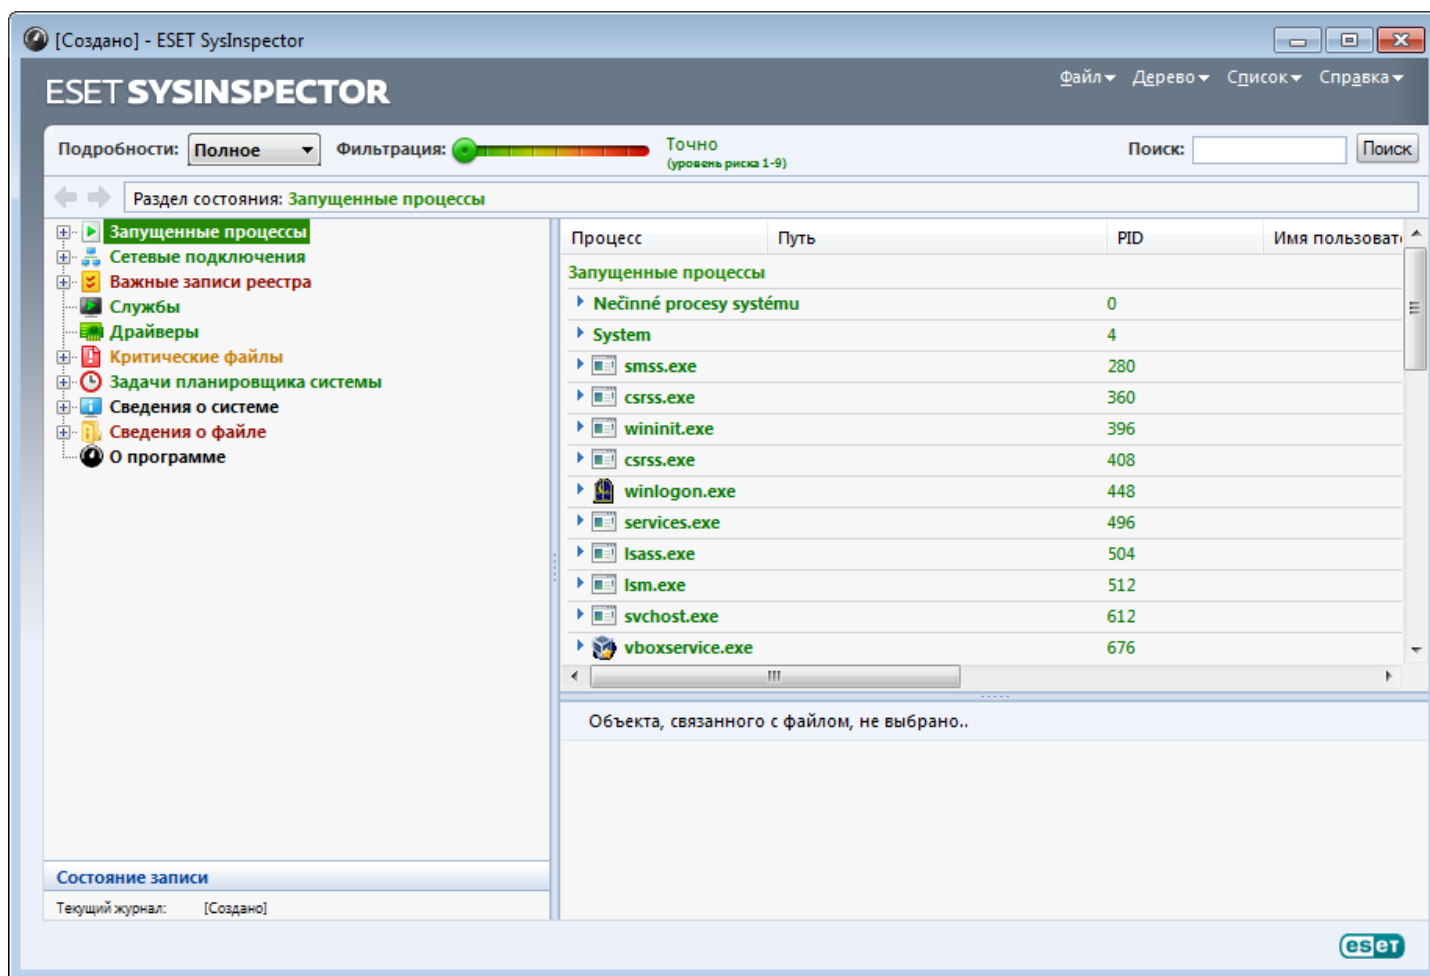 [Создано] - ESET SysInspector
ESET SYSINSPECTOR
Файл Дерево Список Справка
Подробности: Полное Фильтрация: Точно Поиск: Поиск
(уровень риска 1-9)
Раздел состояния: Запущенные процессы
Запущенные процессы
Сетевые подключения
Важные записи реестра
Службы
Драйверы
Критические файлы
Задачи планировщика системы
Сведения о системе
Сведения о файле
О программе
Процесс Путь PID Имя пользоват
Запущенные процессы
Nečinné procesy systému 0
System 4
smss.exe 280
csrss.exe 360
wininit.exe 396
csrss.exe 408
winlogon.exe 448
services.exe 496
lsass.exe 504
lsm.exe 512
svchost.exe 612
vboxservice.exe 676
Объекта, связанного с файлом, не выбрано..
Состояние записи
Текущий журнал: [Создано]
eset